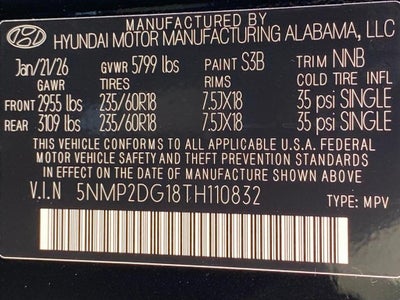 MANUFACTURED BY
HYUNDAI MOTOR MANUFACTURING ALABAMA, LLC
Jan/21/26 GVWR 5799 lbs PAINT S3B TRIM NNB
GAWR TIRES RIMS COLD TIRE INFL
FRONT 2955 lbs 235/60R18 7.5JX18 35 psi SINGLE
REAR 3109 lbs 235/60R18 7.5JX18 35 psi SINGLE
THIS VEHICLE CONFORMS TO ALL APPLICABLE U.S.A. FEDERAL
MOTOR VEHICLE SAFETY AND THEFT PREVENTION STANDARDS
IN EFFECT ON THE DATE OF MANUFACTURE SHOWN ABOVE.
V.I.N 5NMP2DG18TH110832 TYPE: MPV